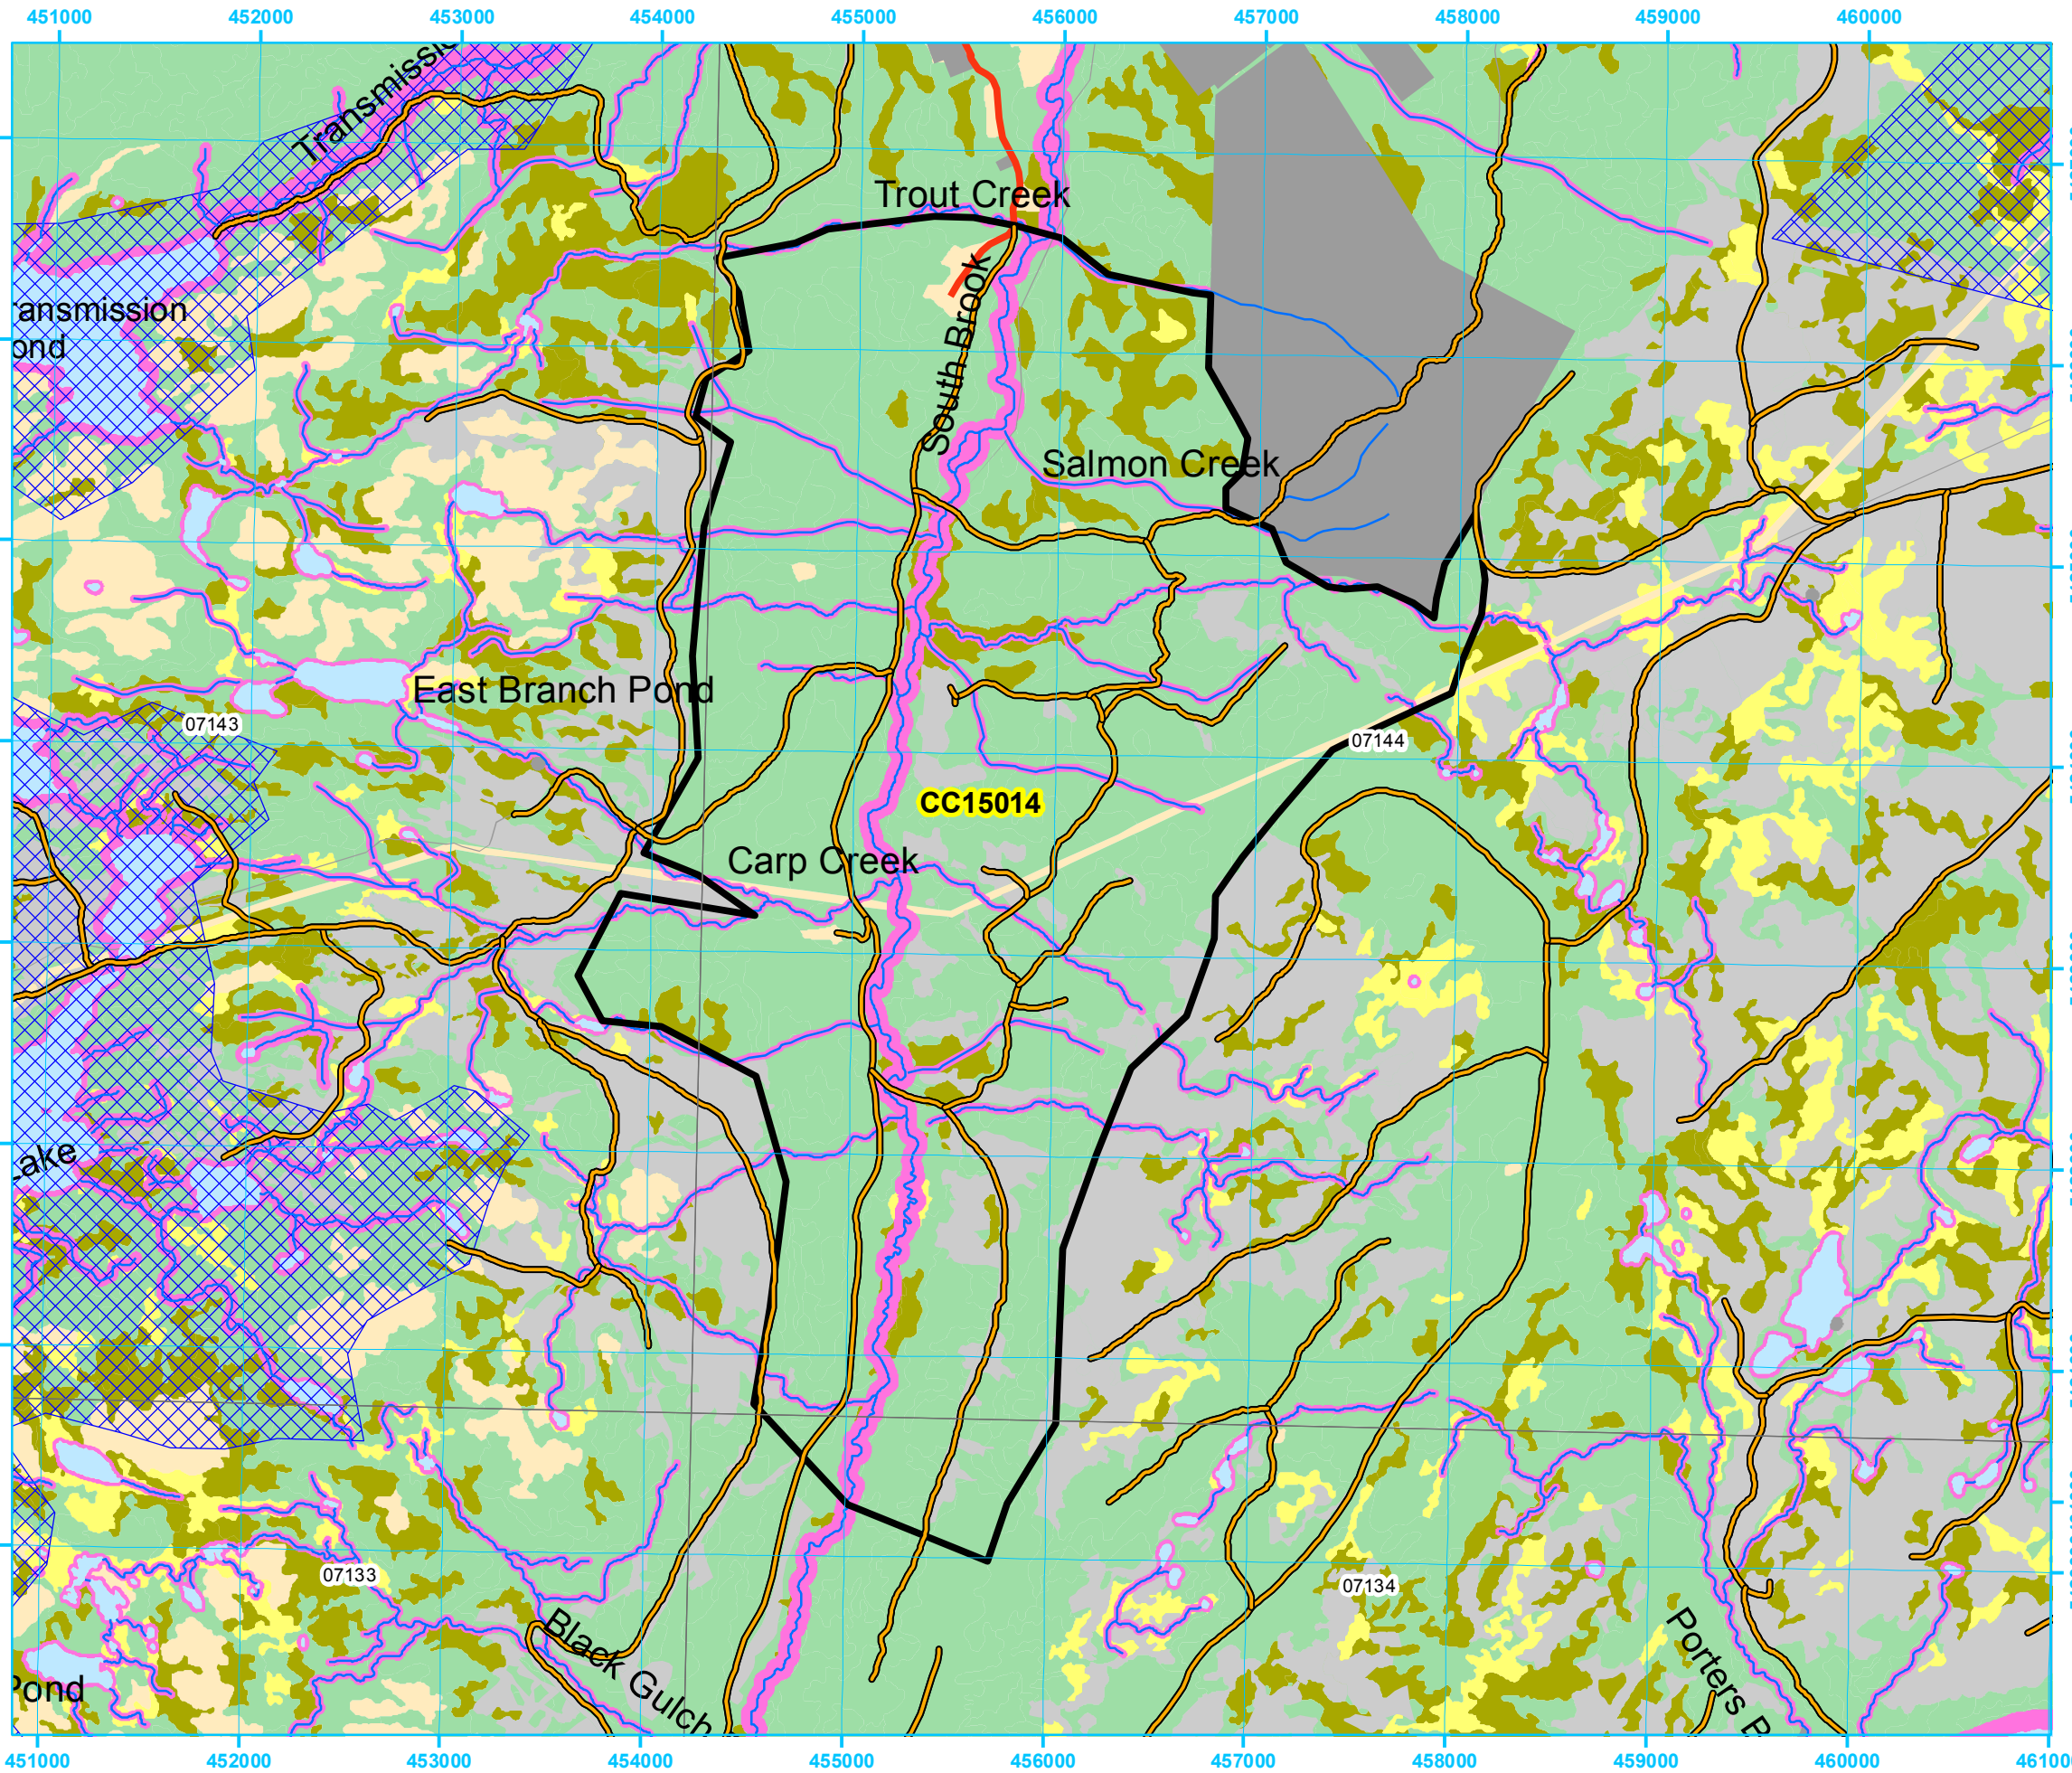 451000 452000 453000 454000 455000 456000 457000 458000 459000 460000
Trout Creek
ansmission
ond
South Brook
Salmon Creek
East Branch Pond
07143
07144
CC15014
Carp Creek
ake
07133
07134
Black Gulch
Porters
Pond
451000 452000 453000 454000 455000 456000 457000 458000 459000 460000